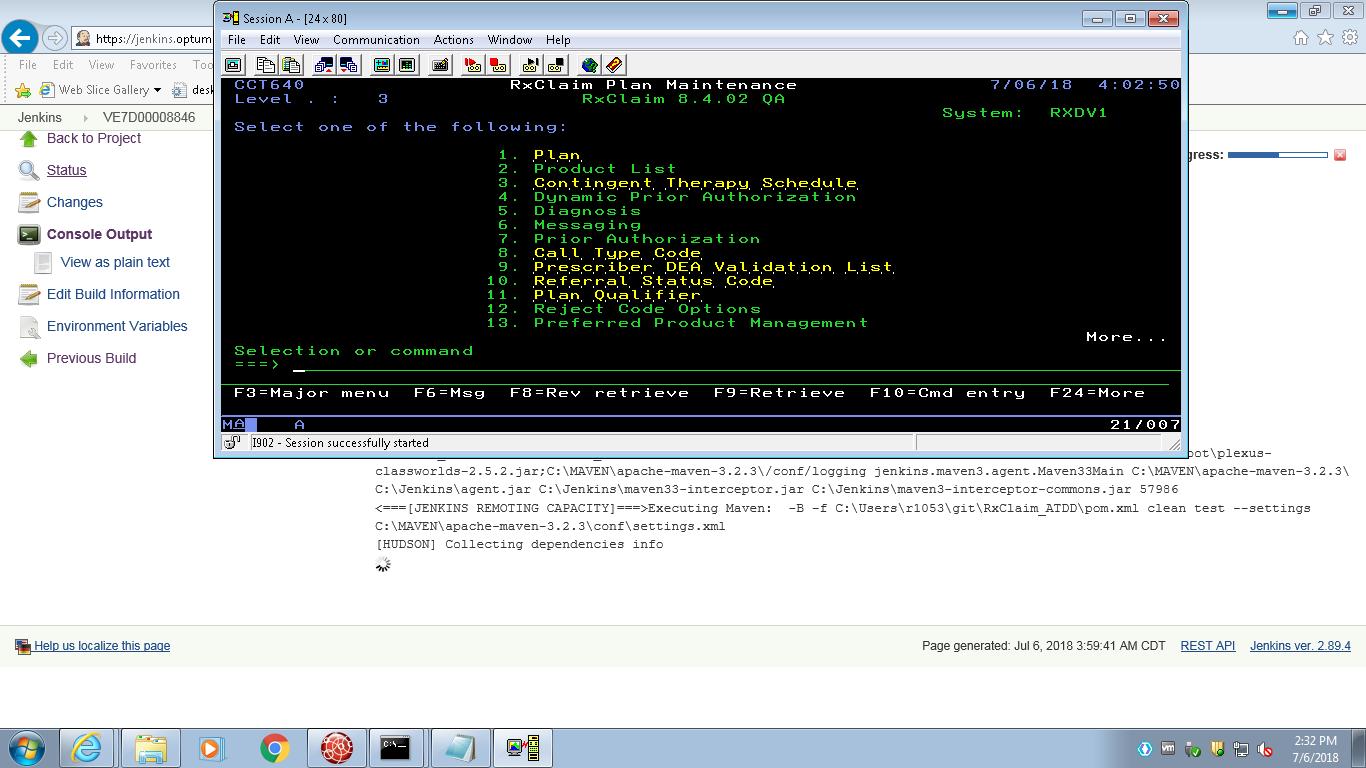 Session A - [24 x 80]
File Edit View Communication Actions Window Help
https://jenkins.optum
File Edit View Favorites Too
Web Slice Gallery
Jenkins VE7D00008846
Back to Project
Status
Changes
Console Output
View as plain text
Edit Build Information
Environment Variables
Previous Build
gress:
CCT640 RxClaim Plan Maintenance 7/06/18 4:02:50
Level . : 3 RxClaim 8.4.02 QA
System: RXDV1
Select one of the following:
1. Plan
2. Product List
3. Contingent Therapy Schedule
4. Dynamic Prior Authorization
5. Diagnosis
6. Messaging
7. Prior Authorization
8. Call Type Code
9. Prescriber DEA Validation List
10. Referral Status Code
11. Plan Qualifier
12. Reject Code Options
13. Preferred Product Management
More...
Selection or command
===>
F3=Major menu F6=Msg F8=Rev retrieve F9=Retrieve F10=Cmd entry F24=More
MA A 21/007
I902 - Session successfully started
oot\plexus-
classworlds-2.5.2.jar;C:\MAVEN\apache-maven-3.2.3\/conf/logging jenkins.maven3.agent.Maven33Main C:\MAVEN\apache-maven-3.2.3\
C:\Jenkins\agent.jar C:\Jenkins\maven33-interceptor.jar C:\Jenkins\maven3-interceptor-commons.jar 57986
<===[JENKINS REMOTING CAPACITY]===>Executing Maven: -B -f C:\Users\r1053\git\RxClaim_ATDD\pom.xml clean test --settings
C:\MAVEN\apache-maven-3.2.3\conf\settings.xml
[HUDSON] Collecting dependencies info
Help us localize this page
Page generated: Jul 6, 2018 3:59:41 AM CDT REST API Jenkins ver. 2.89.4
2:32 PM
7/6/2018